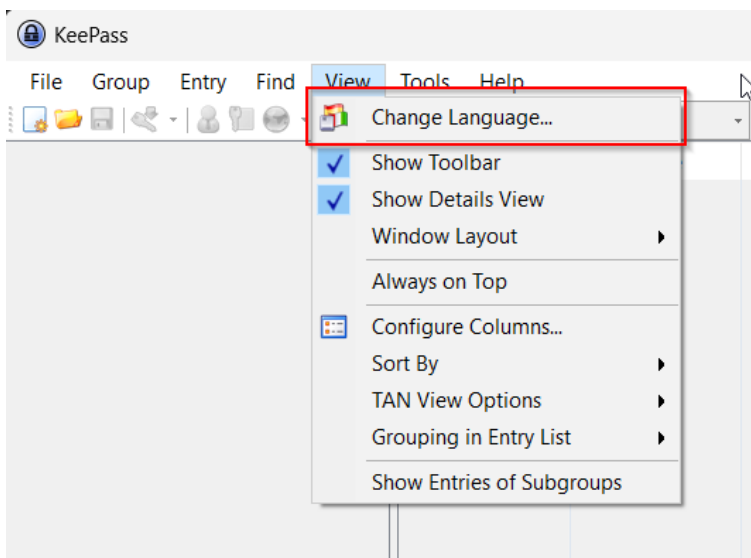 KeePass
File Group Entry Find View Tools Help
Change Language...
Show Toolbar
Show Details View
Window Layout
Always on Top
Configure Columns...
Sort By
TAN View Options
Grouping in Entry List
Show Entries of Subgroups